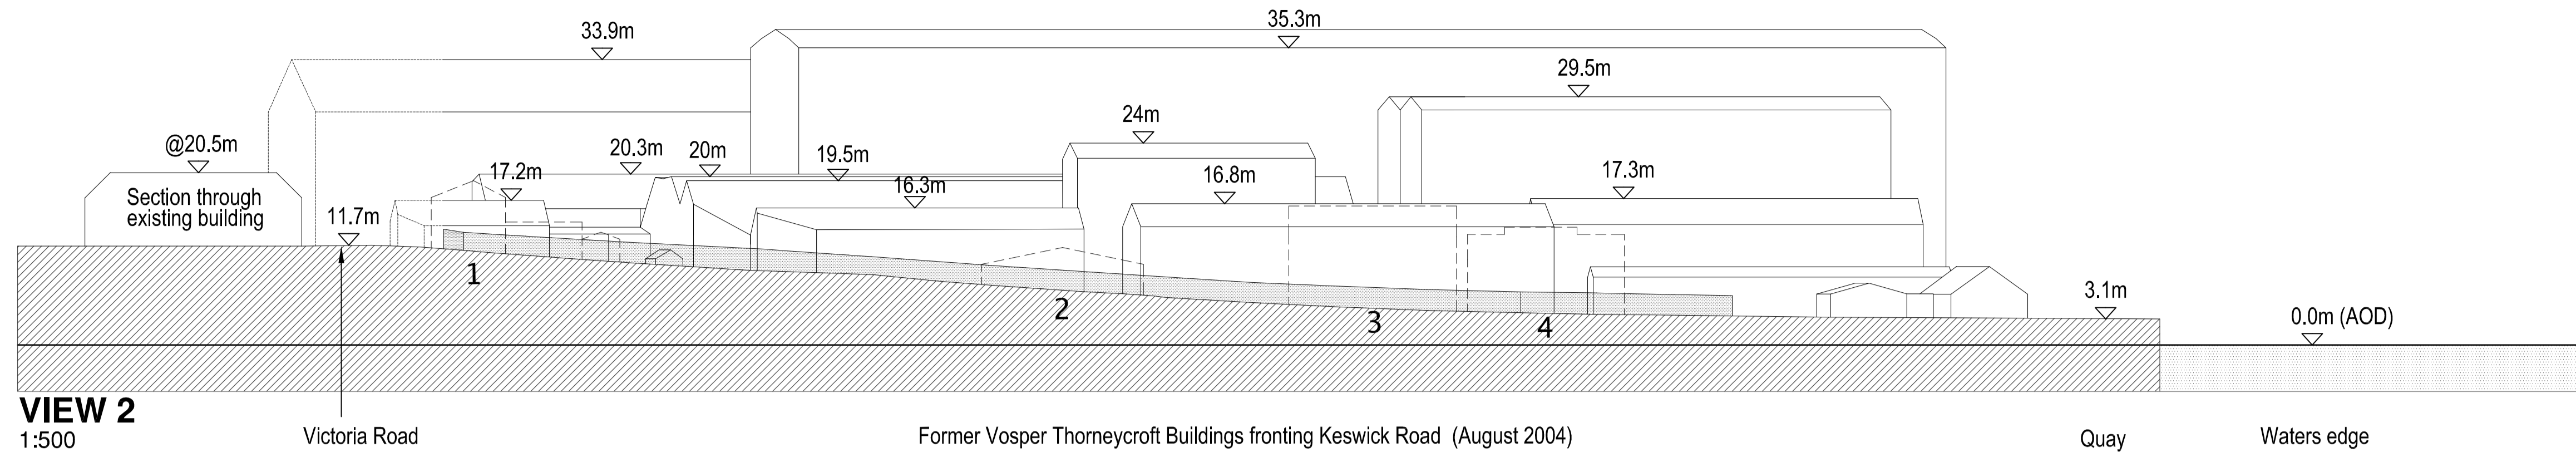 35.3m
33.9m
29.5m
24m
@20.5m
20.3m
20m
19.5m
17.2m
16.3m
16.8m
17.3m
Section through
existing building
11.7m
1
2
3
4
3.1m
0.0m (AOD)
VIEW 2
1:500
Victoria Road
Former Vosper Thorneycroft Buildings fronting Keswick Road (August 2004)
Quay
Waters edge